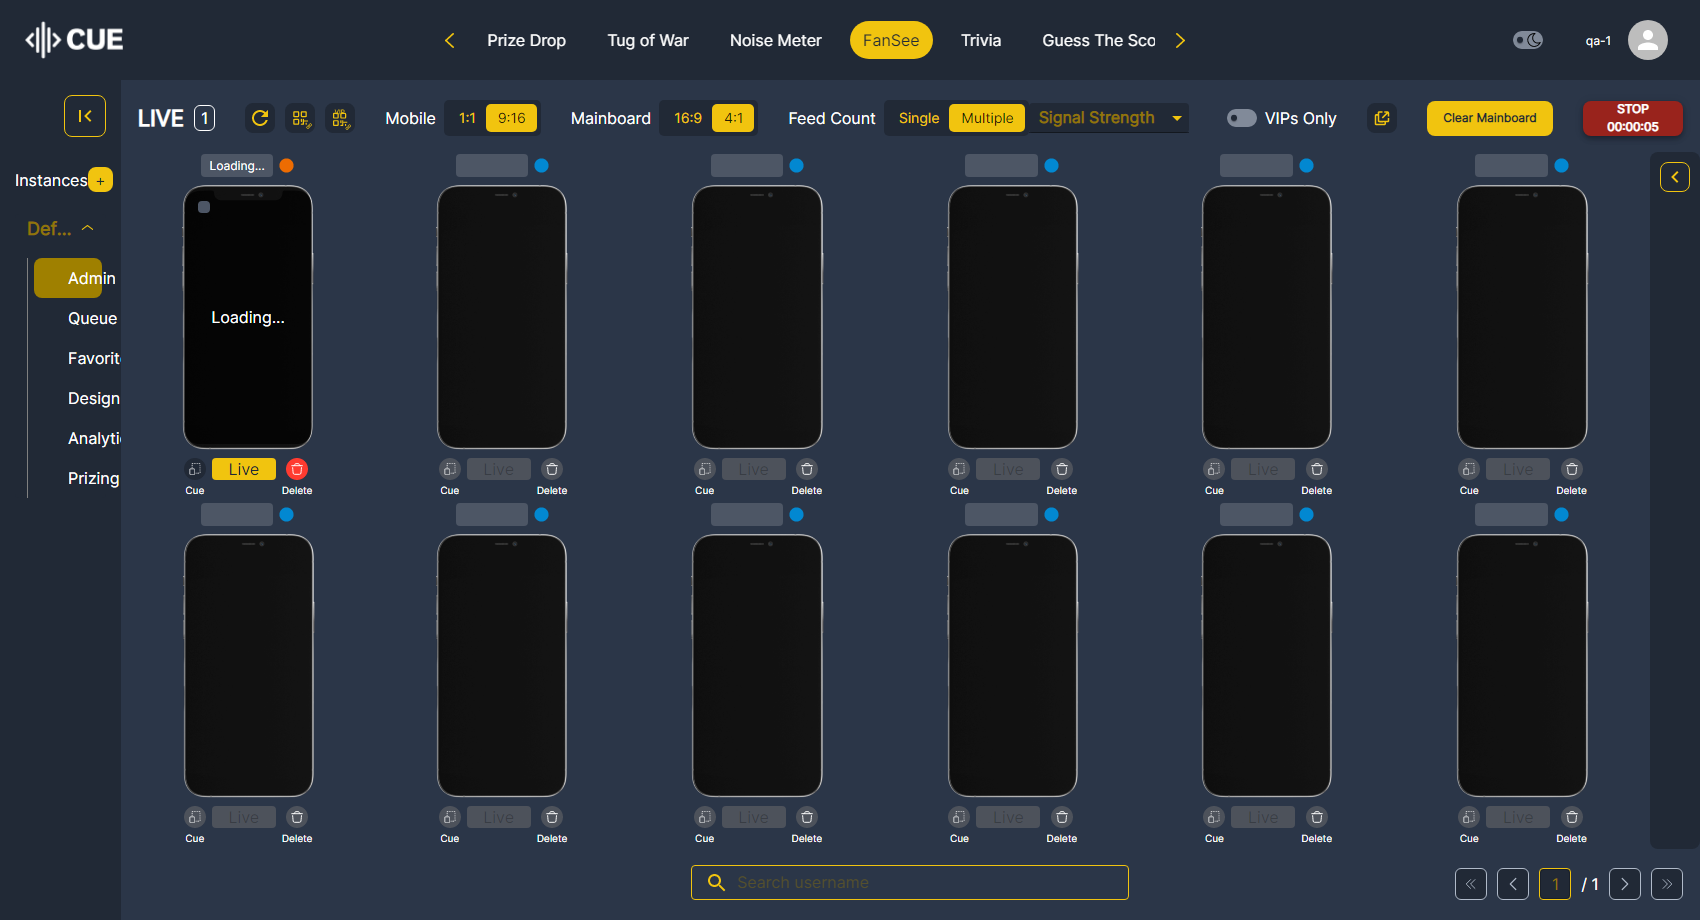 CUE
Prize Drop
Tug of War
Noise Meter
FanSee
Trivia
Guess The Sco
qa-1
LIVE 1
Mobile 1:1 9:16
Mainboard 16:9 4:1
Feed Count Single Multiple
Signal Strength
VIPs Only
Clear Mainboard
STOP
00:00:05
Instances +
Def...
Admin
Queue
Favorit
Design
Analyti
Prizing
Loading...
Loading...
Live Live Live Live Live Live
Cue Delete Cue Delete Cue Delete Cue Delete Cue Delete Cue Delete
Live Live Live Live Live Live
Cue Delete Cue Delete Cue Delete Cue Delete Cue Delete Cue Delete
Search username
1 / 1